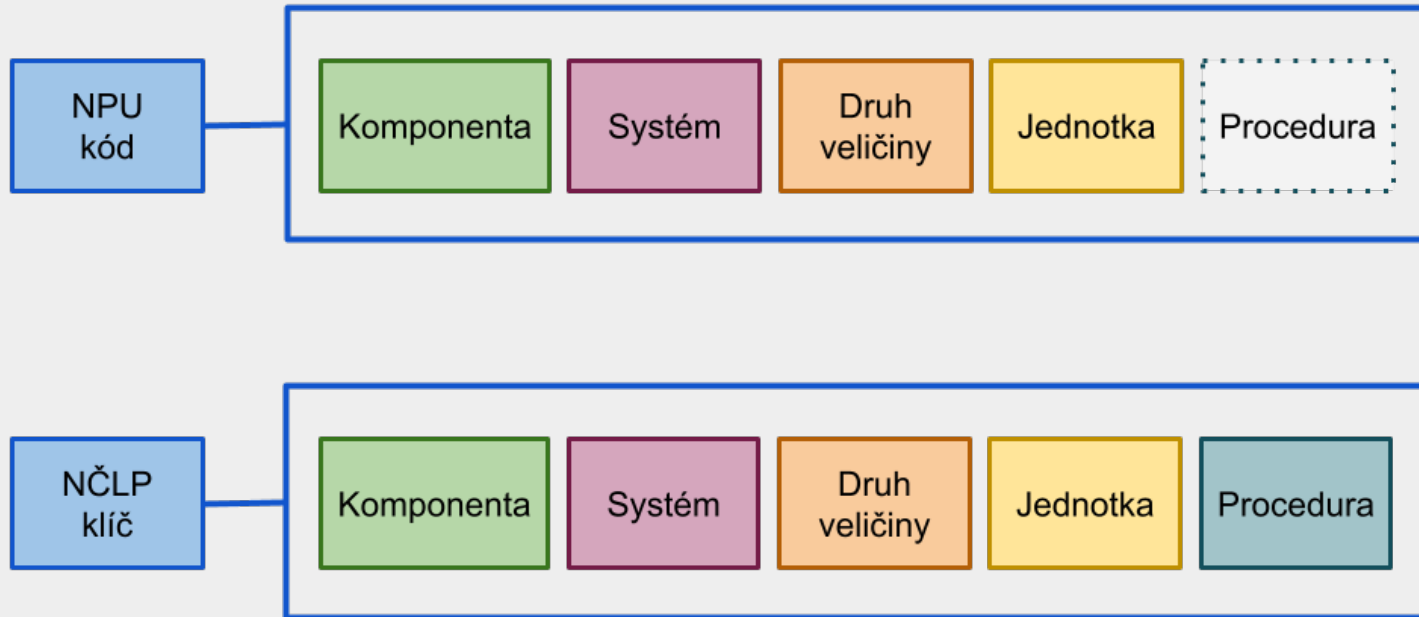 NPU
kód
Komponenta
Systém
Druh
veličiny
Jednotka
Procedura
NČLP
klíč
Komponenta
Systém
Druh
veličiny
Jednotka
Procedura